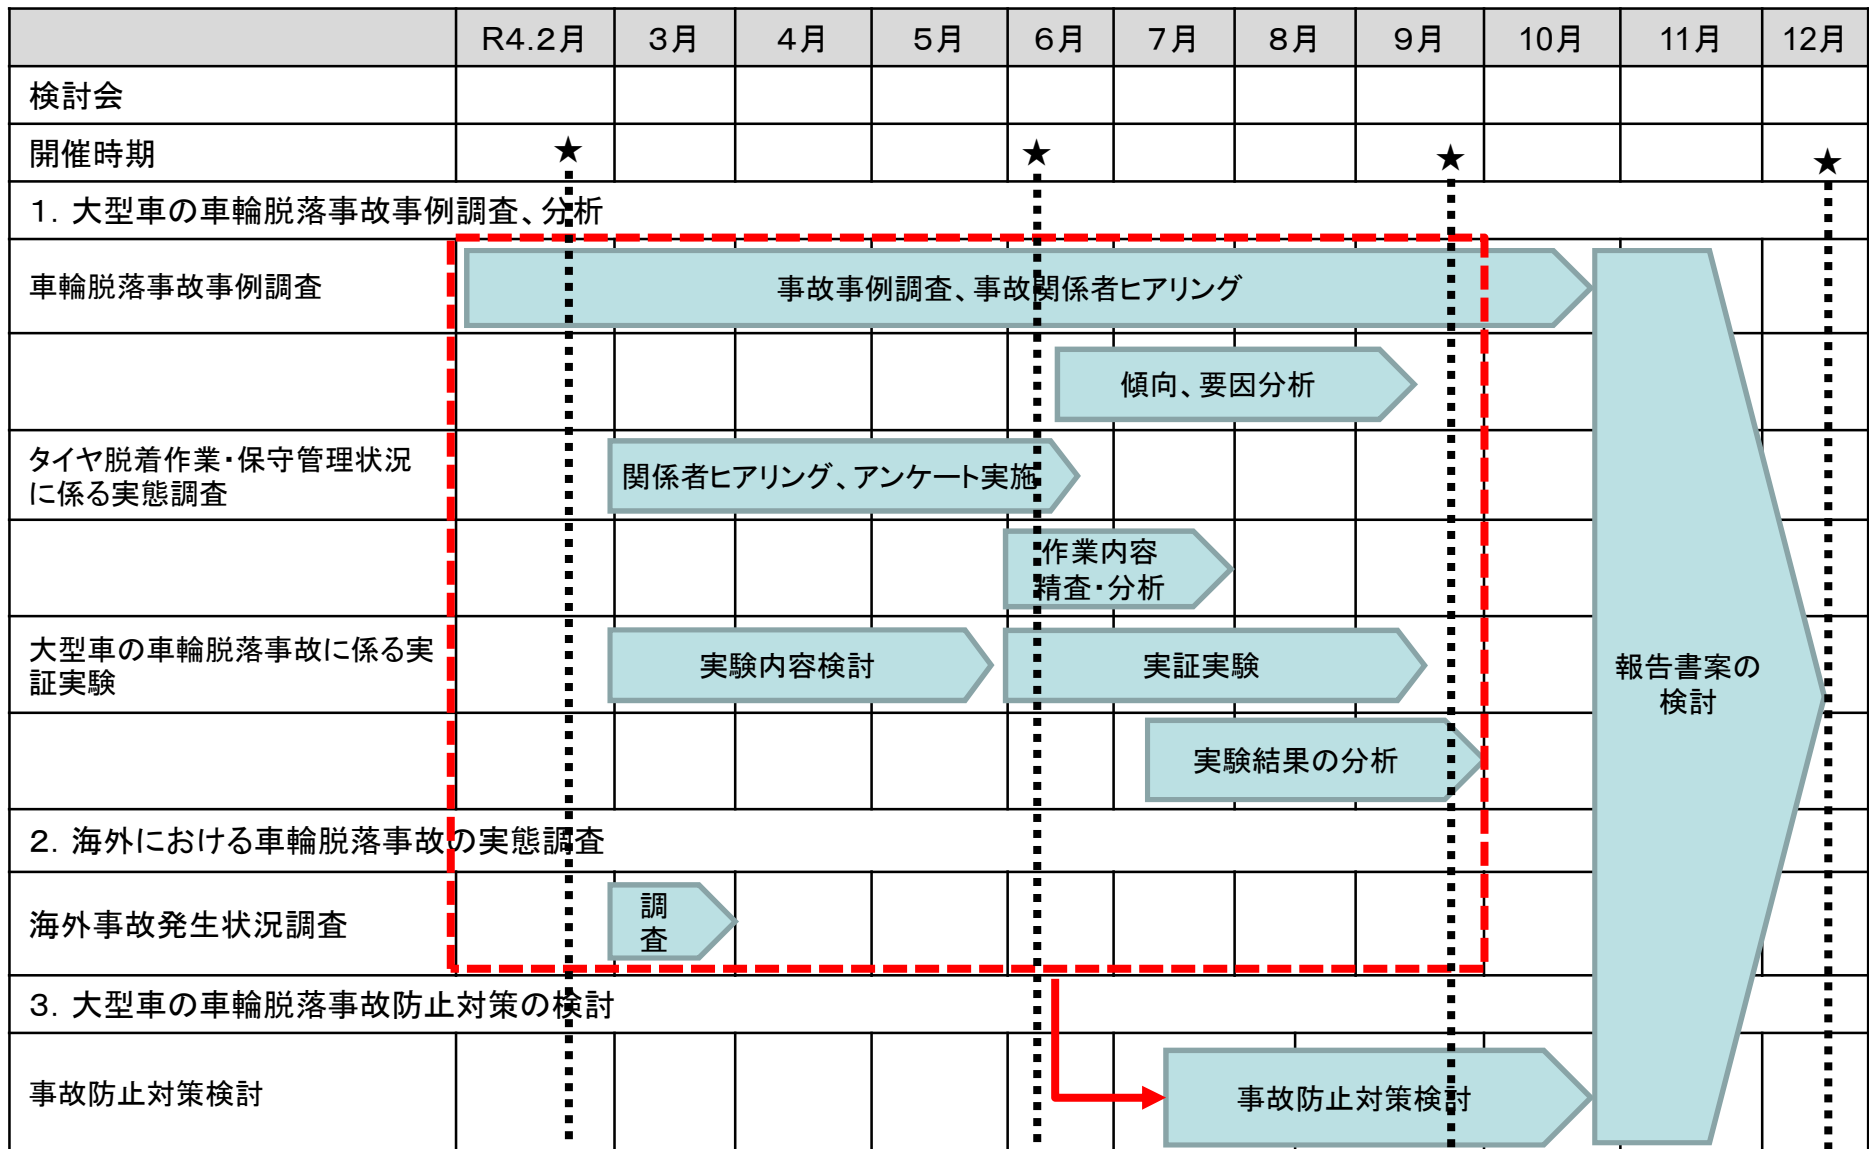 R4.2月 3月 4月 5月 6月 7月 8月 9月 10月 11月 12月
検討会
開催時期 ★ ★ ★ ★
1．大型車の車輪脱落事故事例調査、分析
車輪脱落事故事例調査
事故事例調査、事故関係者ヒアリング
傾向、要因分析
タイヤ脱着作業・保守管理状況
に係る実態調査
関係者ヒアリング、アンケート実施
作業内容
精査・分析
大型車の車輪脱落事故に係る実
証実験
実験内容検討
実証実験
実験結果の分析
報告書案の
検討
2．海外における車輪脱落事故の実態調査
海外事故発生状況調査
調
査
3．大型車の車輪脱落事故防止対策の検討
事故防止対策検討
事故防止対策検討